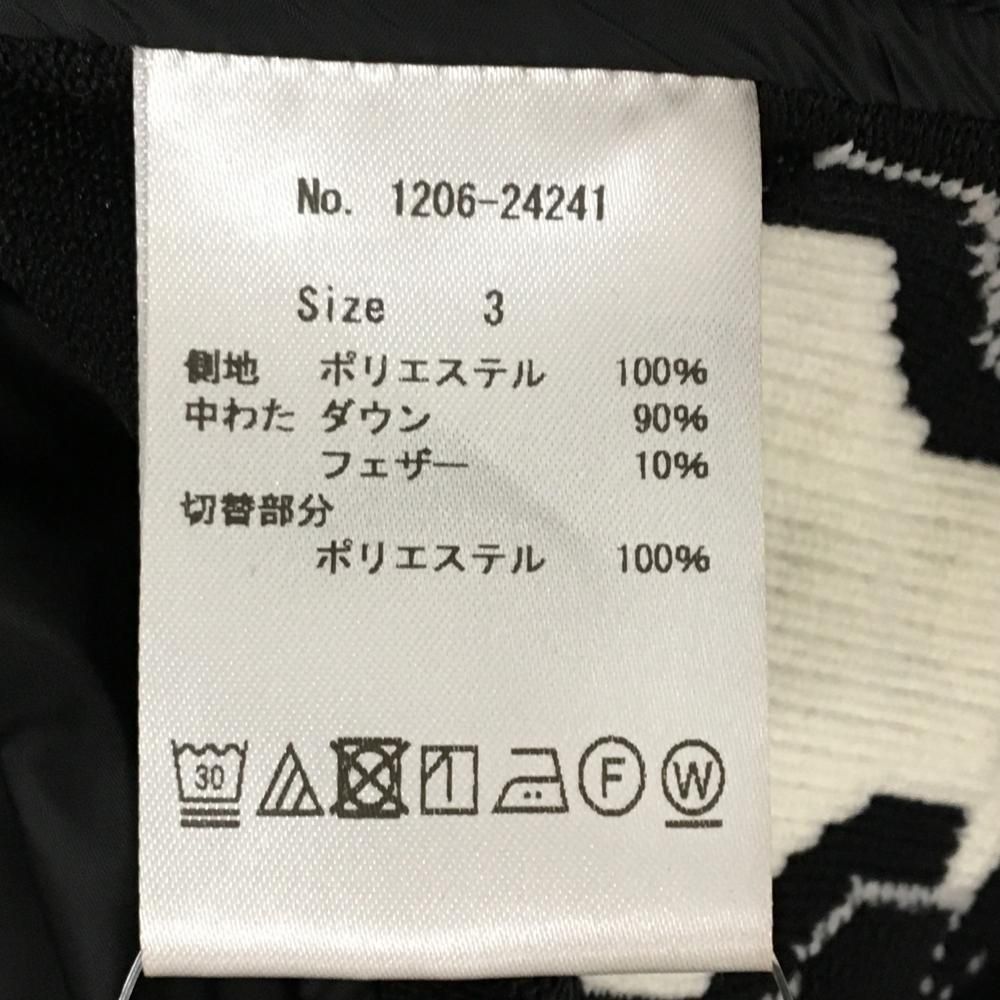 No. 1206-24241
Size 3
側地 ポリエステル 100%
中わた ダウン 90%
フェザー 10%
切替部分
ポリエステル 100%
30 F W